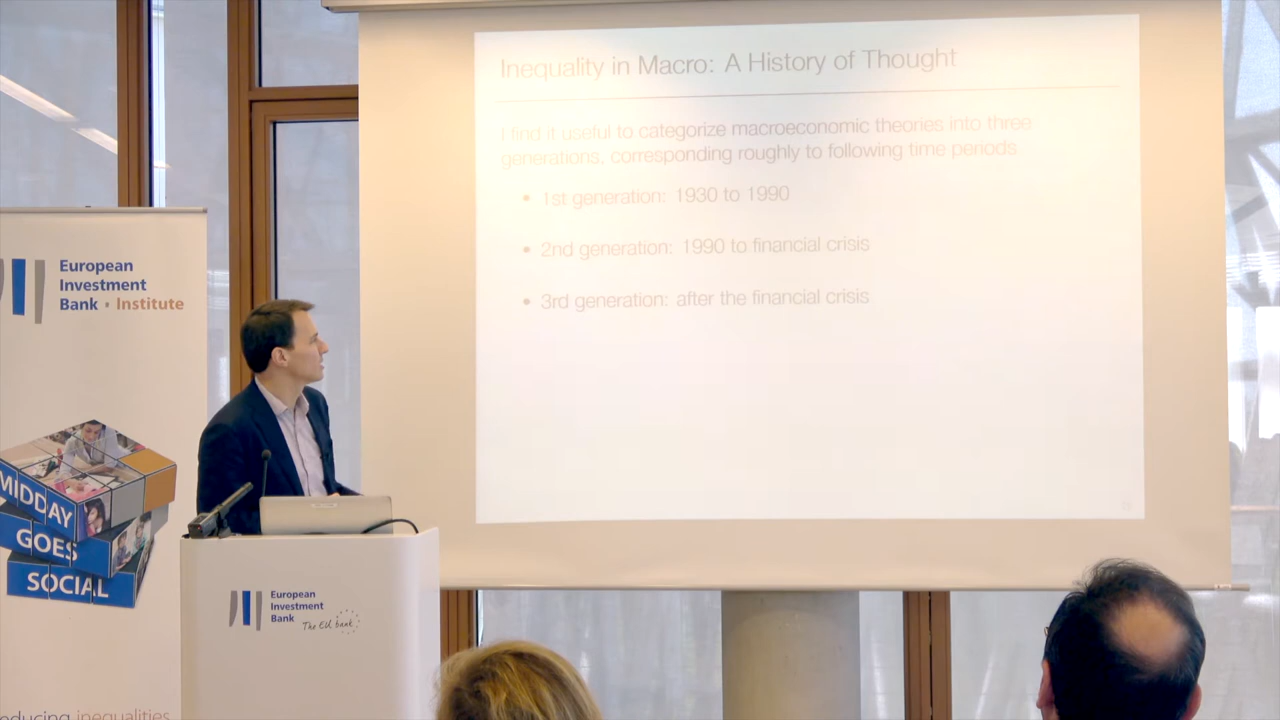 Inequality in Macro: A History of Thought
I find it useful to categorize macroeconomic theories into three
generations, corresponding roughly to following time periods
• 1st generation: 1930 to 1990
• 2nd generation: 1990 to financial crisis
• 3rd generation: after the financial crisis
European
Investment
Bank • Institute
MIDDAY
GOES
SOCIAL
educing inequalities
European
Investment
Bank
The EU bank